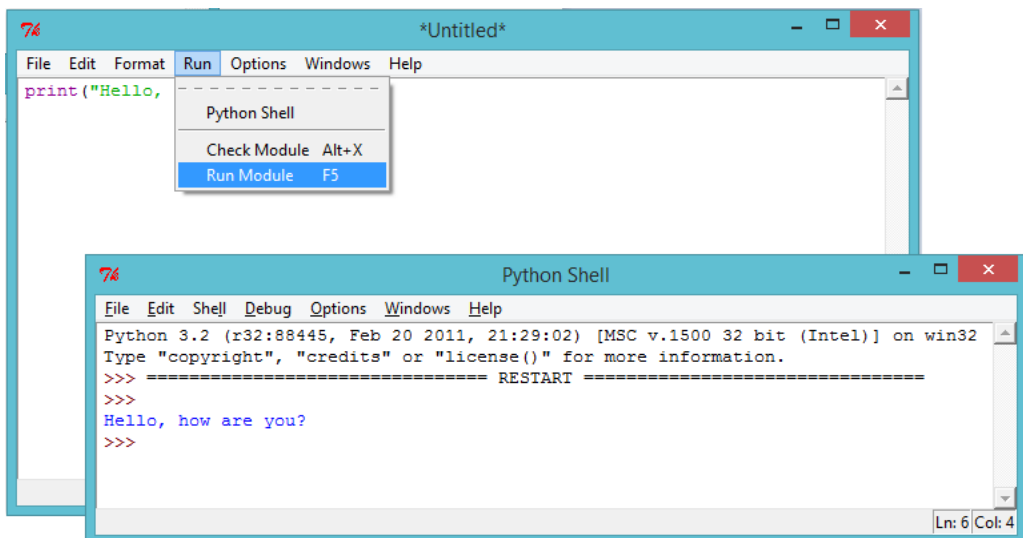 *Untitled*
File Edit Format Run Options Windows Help
print("Hello,
Python Shell
Check Module Alt+X
Run Module F5
Python Shell
File Edit Shell Debug Options Windows Help
Python 3.2 (r32:88445, Feb 20 2011, 21:29:02) [MSC v.1500 32 bit (Intel)] on win32
Type "copyright", "credits" or "license()" for more information.
>>> ================================ RESTART ================================
>>>
Hello, how are you?
>>>
Ln: 6 Col: 4